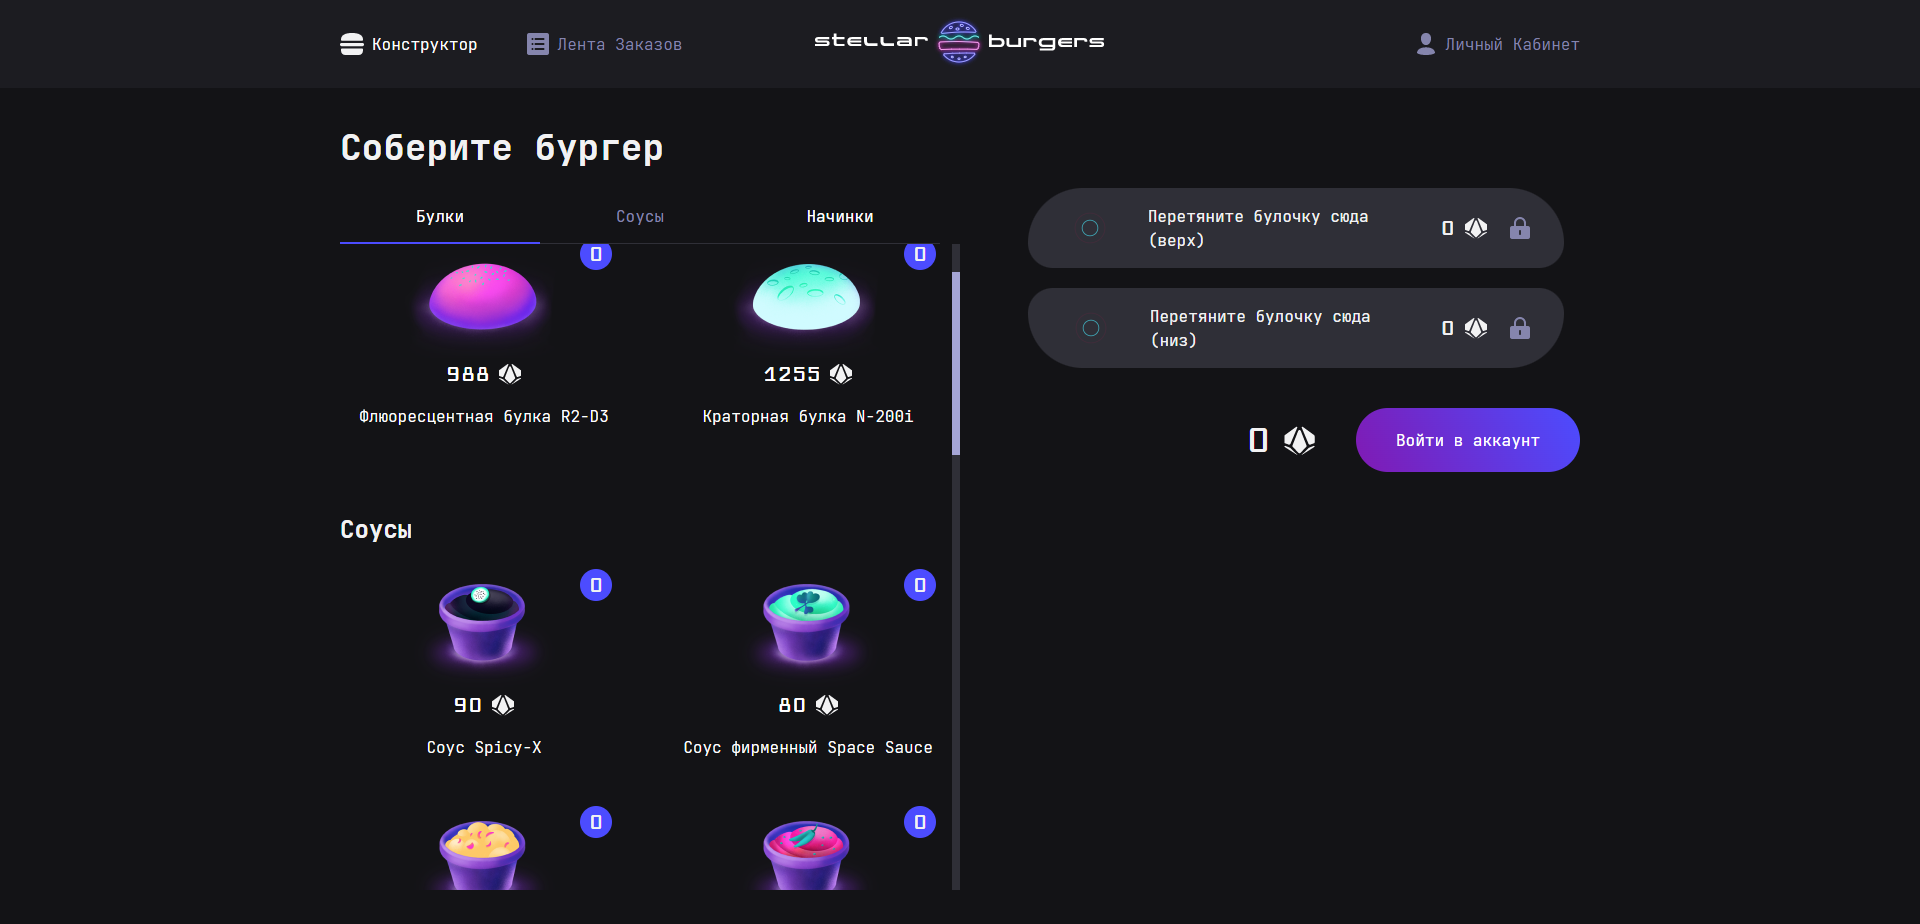 Конструктор
Лента Заказов
stellar burgers
Личный Кабинет
Соберите бургер
Булки
Соусы
Начинки
0
0
988
1255
Флюоресцентная булка R2-D3
Краторная булка N-200i
Соусы
0
0
90
80
Соус Spicy-X
Соус фирменный Space Sauce
0
0
Перетяните булочку сюда
(верх)
0
Перетяните булочку сюда
(низ)
0
0
Войти в аккаунт